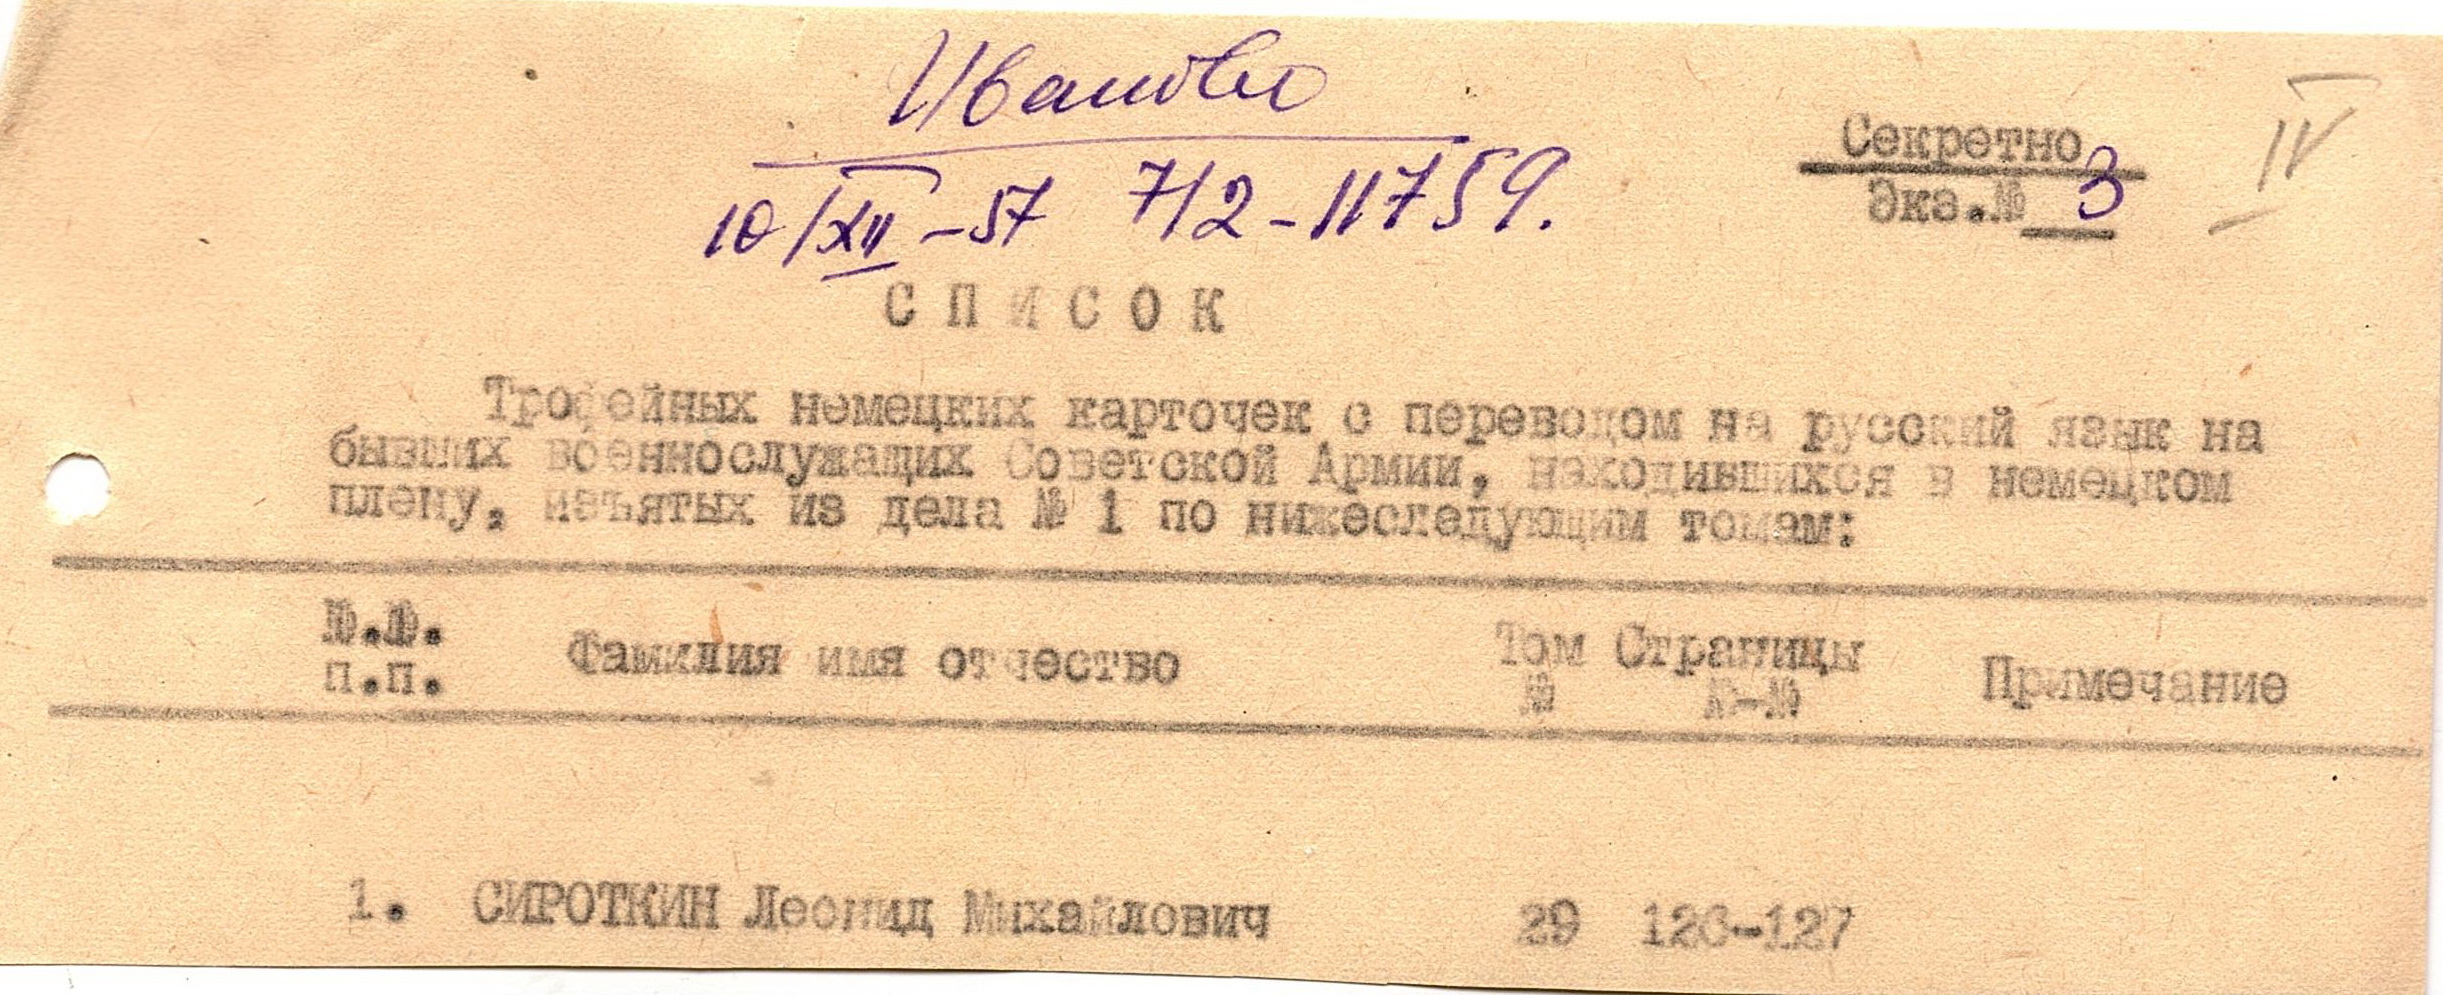 Иваново
10/XII-57 7/2-11759.
Секретно
Экз.№ 3
IV
СПИСОК
Трофейных немецких карточек с переводом на русский язык на
бывших военнослужащих Советской Армии, находившихся в немецком
плену, изъятых из дела № 1 по нижеследующим томам:
№.№. Фамилия имя отчество Том Страницы Примечание
п.п. № №-№
1. СИРОТКИН Леонид Михайлович 29 126-127